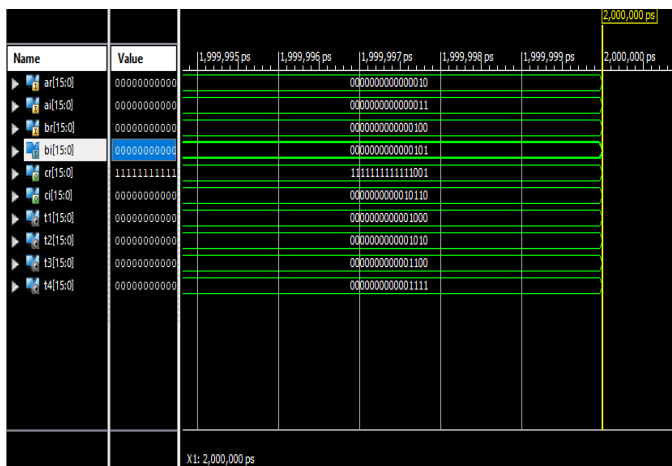 2,000,000 ps
Name Value 1,999,995 ps 1,999,996 ps 1,999,997 ps 1,999,998 ps 1,999,999 ps 2,000,000 ps
ar[15:0] 00000000000 0000000000000010
ai[15:0] 00000000000 0000000000000011
br[15:0] 00000000000 0000000000000100
bi[15:0] 00000000000 0000000000000101
cr[15:0] 11111111111 1111111111111001
ci[15:0] 00000000000 0000000000010110
t1[15:0] 00000000000 0000000000001000
t2[15:0] 00000000000 0000000000001010
t3[15:0] 00000000000 0000000000001100
t4[15:0] 00000000000 0000000000001111
X1: 2,000,000 ps